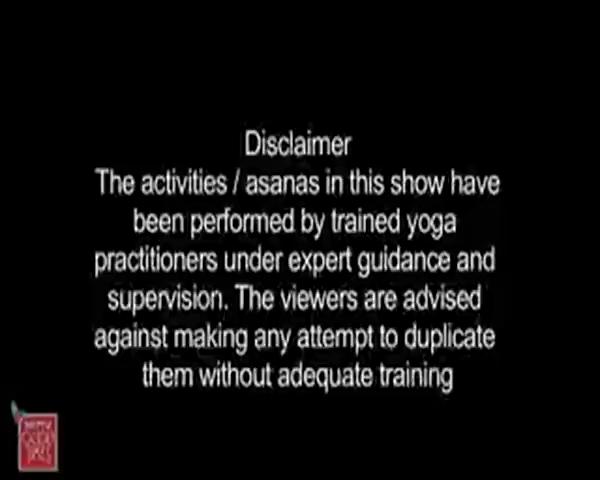 Disclaimer
The activities / asanas in this show have
been performed by trained yoga
practitioners under expert guidance and
supervision. The viewers are advised
against making any attempt to duplicate
them without adequate training